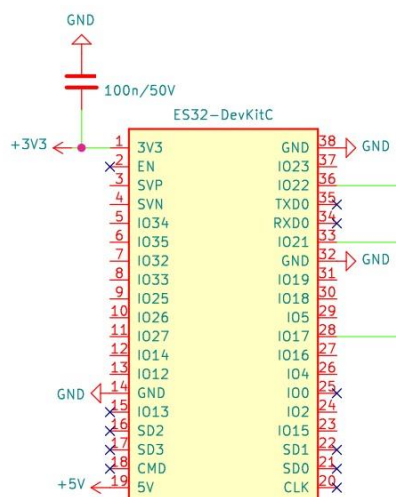 GND
100n/50V
ES32-DevKitC
+3V3 1 3V3 GND 38 GND
2 EN IO23 37
3 SVP IO22 36
4 SVN TXD0 35
5 IO34 RXD0 34
6 IO35 IO21 33
7 IO32 GND 32 GND
8 IO33 IO19 31
9 IO25 IO18 30
10 IO26 IO5 29
11 IO27 IO17 28
12 IO14 IO16 27
13 IO12 IO4 26
GND 14 GND IO0 25
15 IO13 IO2 24
16 SD2 IO15 23
17 SD3 SD1 22
18 CMD SD0 21
+5V 19 5V CLK 20